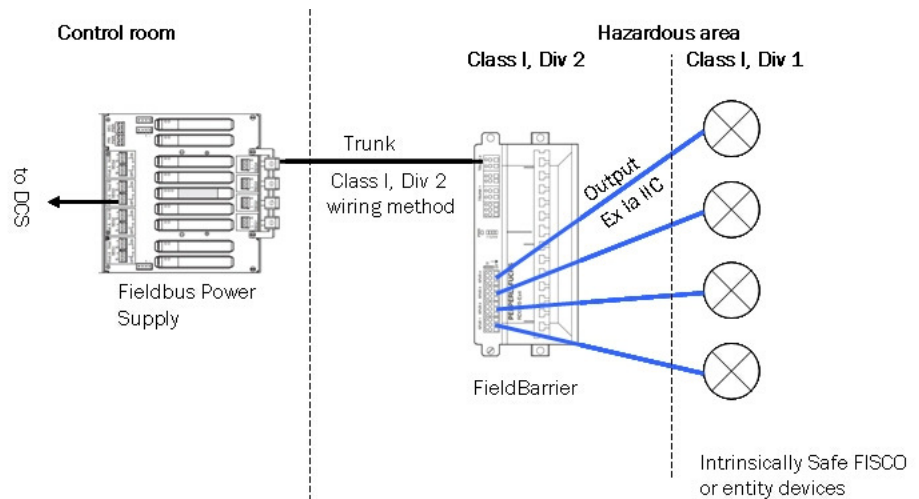 Control room
Hazardous area
Class I, Div 2
Class I, Div 1
Trunk
Class I, Div 2
wiring method
Output
Ex ia IIC
to DCS
Fieldbus Power
Supply
FieldBarrier
Intrinsically Safe FISCO
or entity devices